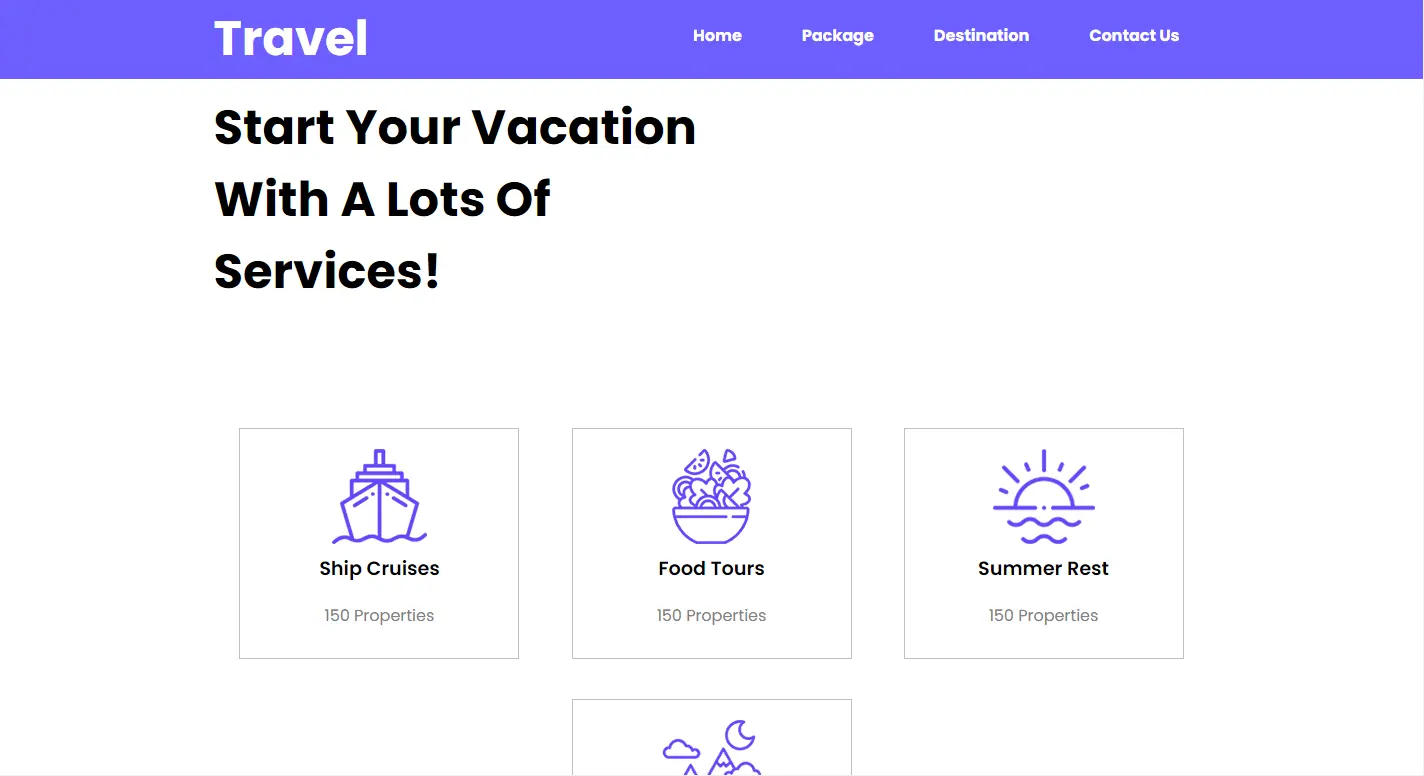 Travel
Home Package Destination Contact Us
Start Your Vacation
With A Lots Of
Services!
Ship Cruises
150 Properties
Food Tours
150 Properties
Summer Rest
150 Properties